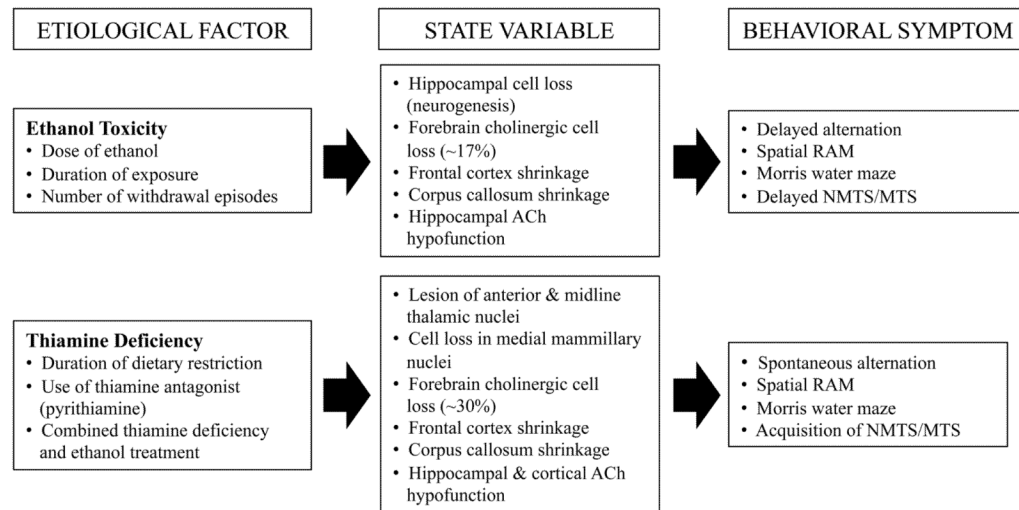 ETIOLOGICAL FACTOR
STATE VARIABLE
BEHAVIORAL SYMPTOM
Ethanol Toxicity
• Dose of ethanol
• Duration of exposure
• Number of withdrawal episodes
• Hippocampal cell loss
(neurogenesis)
• Forebrain cholinergic cell
loss (~17%)
• Frontal cortex shrinkage
• Corpus callosum shrinkage
• Hippocampal ACh
hypofunction
• Delayed alternation
• Spatial RAM
• Morris water maze
• Delayed NMTS/MTS
Thiamine Deficiency
• Duration of dietary restriction
• Use of thiamine antagonist
(pyrithiamine)
• Combined thiamine deficiency
and ethanol treatment
• Lesion of anterior & midline
thalamic nuclei
• Cell loss in medial mammillary
nuclei
• Forebrain cholinergic cell
loss (~30%)
• Frontal cortex shrinkage
• Corpus callosum shrinkage
• Hippocampal & cortical ACh
hypofunction
• Spontaneous alternation
• Spatial RAM
• Morris water maze
• Acquisition of NMTS/MTS